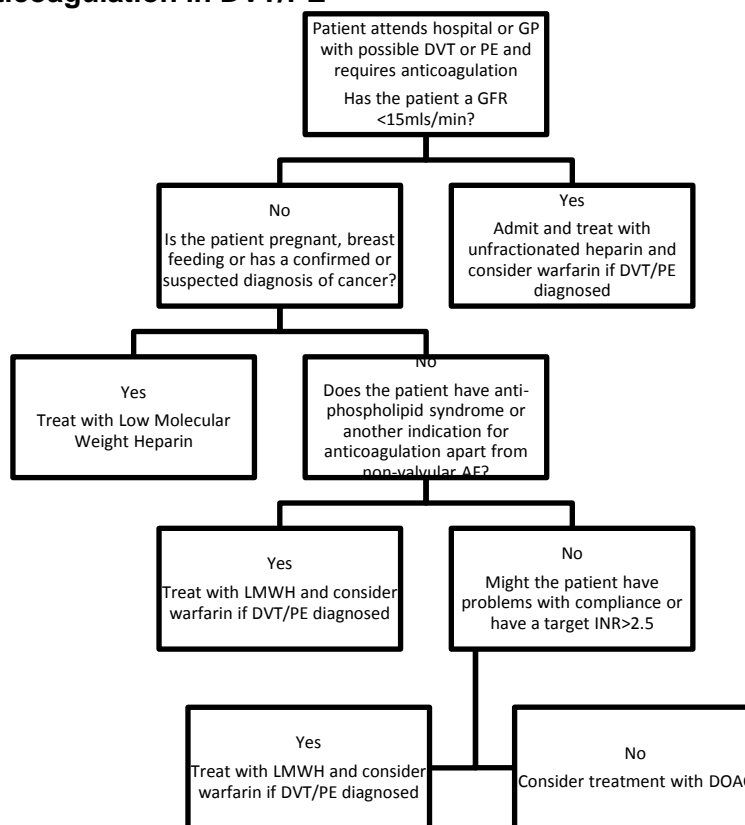 in DVT/PE
Patient attends hospital or GP
with possible DVT or PE and
requires anticoagulation
Has the patient a GFR
<15mls/min?
No
Is the patient pregnant, breast
feeding or has a confirmed or
suspected diagnosis of cancer?
Yes
Admit and treat with
unfractionated heparin and
consider warfarin if DVT/PE
diagnosed
Yes
Treat with Low Molecular
Weight Heparin
No
Does the patient have anti-
phospholipid syndrome or
another indication for
anticoagulation apart from
non-valvular AF?
Yes
Treat with LMWH and consider
warfarin if DVT/PE diagnosed
No
Might the patient have
problems with compliance or
have a target INR>2.5
Yes
Treat with LMWH and consider
warfarin if DVT/PE diagnosed
No
Consider treatment with DOAC